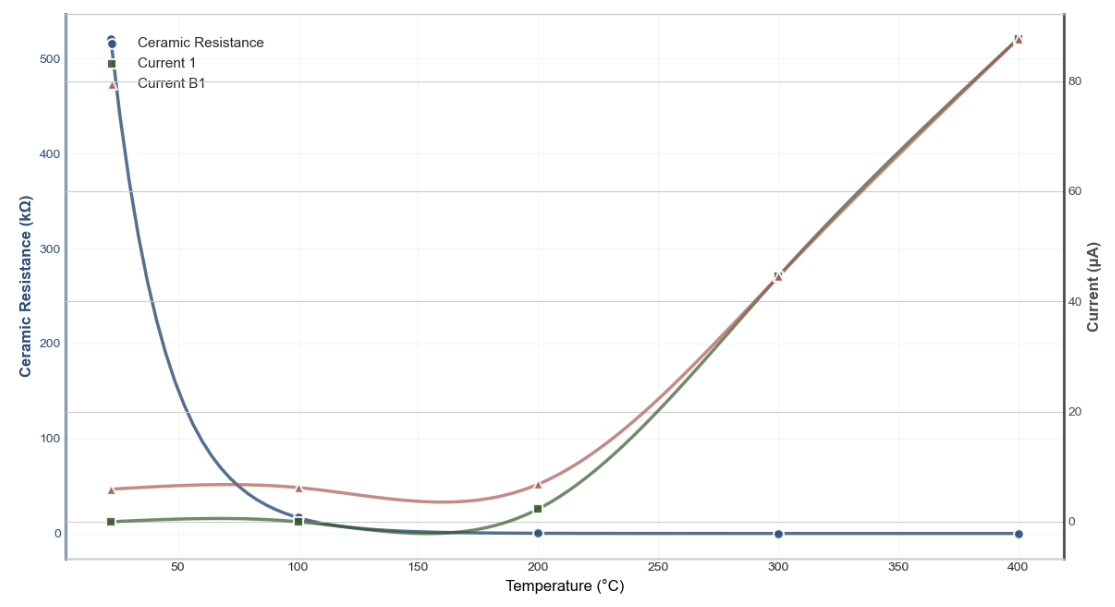 Ceramic Resistance
Current 1
Current B1
500
400
300
200
100
0
Ceramic Resistance (kΩ)
80
60
40
20
0
Current (μA)
50 100 150 200 250 300 350 400
Temperature (°C)